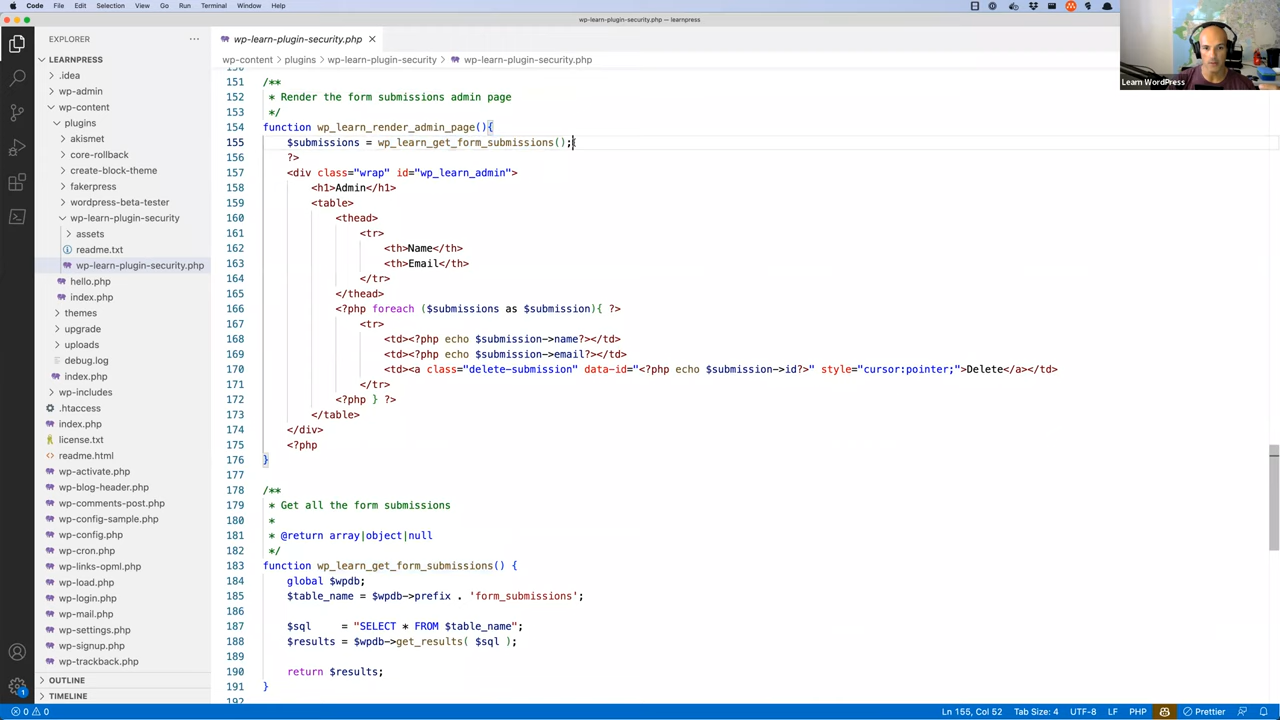 Code File Edit Selection View Go Run Terminal Window Help
wp-learn-plugin-security.php — learnpress
EXPLORER
wp-learn-plugin-security.php
LEARNPRESS
wp-content
plugins
wp-learn-plugin-security
wp-learn-plugin-security.php
Learn WordPress
.idea
wp-admin
wp-content
plugins
akismet
core-rollback
create-block-theme
fakerpress
wordpress-beta-tester
wp-learn-plugin-security
assets
readme.txt
wp-learn-plugin-security.php
hello.php
index.php
themes
upgrade
uploads
debug.log
index.php
wp-includes
.htaccess
index.php
license.txt
readme.html
wp-activate.php
wp-blog-header.php
wp-comments-post.php
wp-config-sample.php
wp-config.php
wp-cron.php
wp-links-opml.php
wp-load.php
wp-login.php
wp-mail.php
wp-settings.php
wp-signup.php
wp-trackback.php
OUTLINE
TIMELINE
151 /**
152 * Render the form submissions admin page
153 */
154 function wp_learn_render_admin_page(){
155 $submissions = wp_learn_get_form_submissions();
156 ?>
157 <div class="wrap" id="wp_learn_admin">
158 <h1>Admin</h1>
159 <table>
160 <thead>
161 <tr>
162 <th>Name</th>
163 <th>Email</th>
164 </tr>
165 </thead>
166 <?php foreach ($submissions as $submission){ ?>
167 <tr>
168 <td><?php echo $submission->name?></td>
169 <td><?php echo $submission->email?></td>
170 <td><a class="delete-submission" data-id="<?php echo $submission->id?>" style="cursor:pointer;">Delete</a></td>
171 </tr>
172 <?php } ?>
173 </table>
174 </div>
175 <?php
176 }
177
178 /**
179 * Get all the form submissions
180 *
181 * @return array|object|null
182 */
183 function wp_learn_get_form_submissions() {
184 global $wpdb;
185 $table_name = $wpdb->prefix . 'form_submissions';
186
187 $sql = "SELECT * FROM $table_name";
188 $results = $wpdb->get_results( $sql );
189
190 return $results;
191 }
192
1
0 0
Ln 155, Col 52 Tab Size: 4 UTF-8 LF PHP Prettier